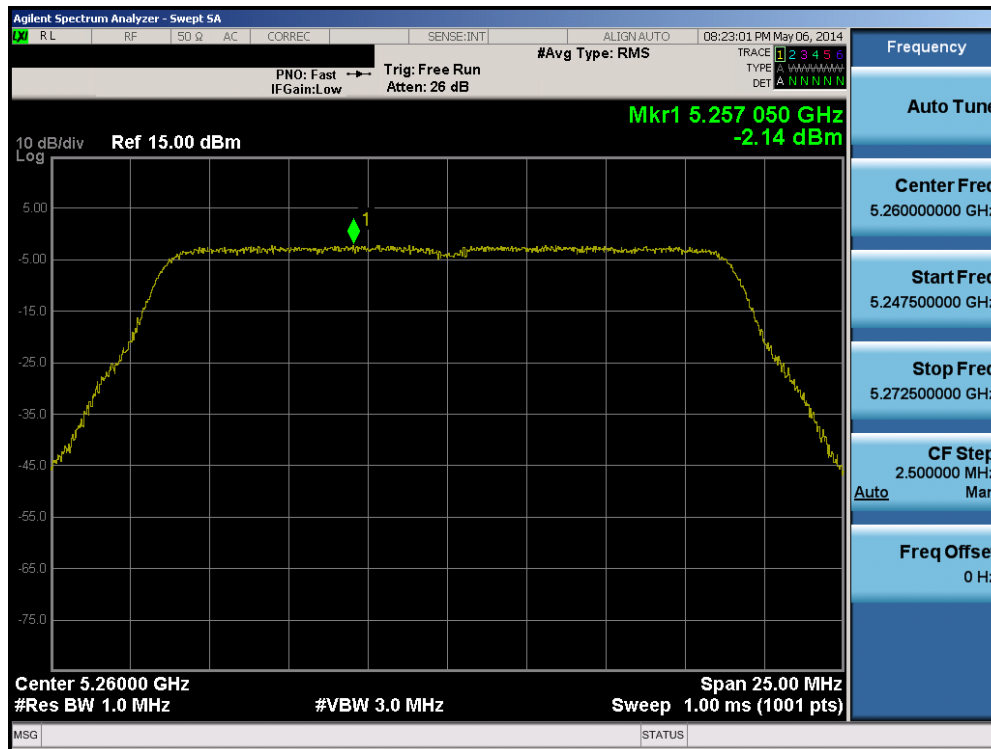 Agilent Spectrum Analyzer - Swept SA
LXI RL RF 50 Ω AC CORREC SENSE:INT ALIGN AUTO 08:23:01 PM May 06, 2014
#Avg Type: RMS TRACE 1 2 3 4 5 6
PNO: Fast Trig: Free Run TYPE A WWWWW
IFGain:Low Atten: 26 dB DET A N N N N N
Mkr1 5.257 050 GHz
-2.14 dBm
10 dB/div Ref 15.00 dBm
Log
1
5.00
-5.00
-15.0
-25.0
-35.0
-45.0
-55.0
-65.0
-75.0
Center 5.26000 GHz Span 25.00 MHz
#Res BW 1.0 MHz #VBW 3.0 MHz Sweep 1.00 ms (1001 pts)
MSG STATUS
Frequency
Auto Tune
Center Freq
5.260000000 GHz
Start Freq
5.247500000 GHz
Stop Freq
5.272500000 GHz
CF Step
2.500000 MHz
Auto Man
Freq Offset
0 Hz